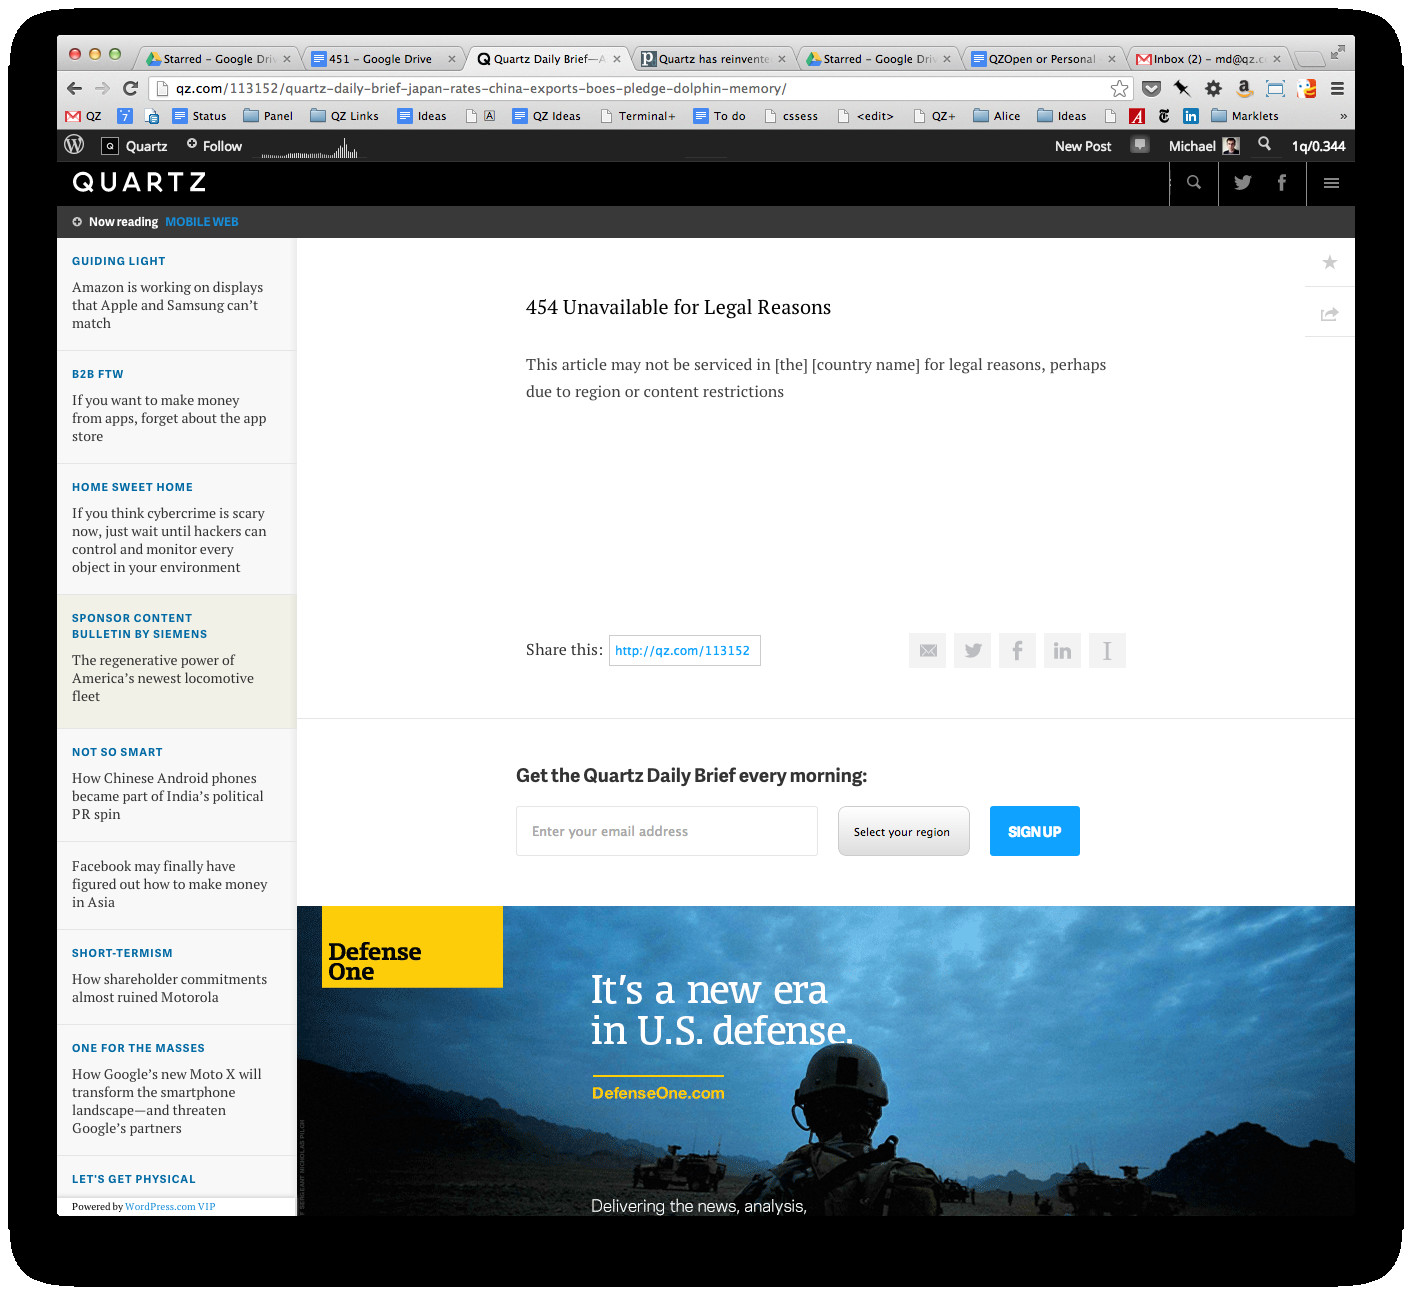 Starred – Google Dri
451 – Google Drive
Quartz Daily Brief—A
Quartz has reinvente
Starred – Google Dri
QZOpen or Personal
Inbox (2) – md@qz.c
qz.com/113152/quartz-daily-brief-japan-rates-china-exports-boes-pledge-dolphin-memory/
QZ
7
Status
Panel
QZ Links
Ideas
A
QZ Ideas
Terminal+
To do
cssess
<edit>
QZ+
Alice
Ideas
Marklets
»
Quartz
Follow
New Post
Michael
1q/0.344
QUARTZ
Now reading MOBILE WEB
GUIDING LIGHT
Amazon is working on displays
that Apple and Samsung can't
match
B2B FTW
If you want to make money
from apps, forget about the app
store
HOME SWEET HOME
If you think cybercrime is scary
now, just wait until hackers can
control and monitor every
object in your environment
SPONSOR CONTENT
BULLETIN BY SIEMENS
The regenerative power of
America's newest locomotive
fleet
NOT SO SMART
How Chinese Android phones
became part of India's political
PR spin
Facebook may finally have
figured out how to make money
in Asia
SHORT-TERMISM
How shareholder commitments
almost ruined Motorola
ONE FOR THE MASSES
How Google's new Moto X will
transform the smartphone
landscape—and threaten
Google's partners
LET'S GET PHYSICAL
Powered by WordPress.com VIP
454 Unavailable for Legal Reasons
This article may not be serviced in [the] [country name] for legal reasons, perhaps
due to region or content restrictions
Share this: http://qz.com/113152
Get the Quartz Daily Brief every morning:
Enter your email address
Select your region
SIGN UP
Defense
One
It's a new era
in U.S. defense.
DefenseOne.com
Delivering the news, analysis,